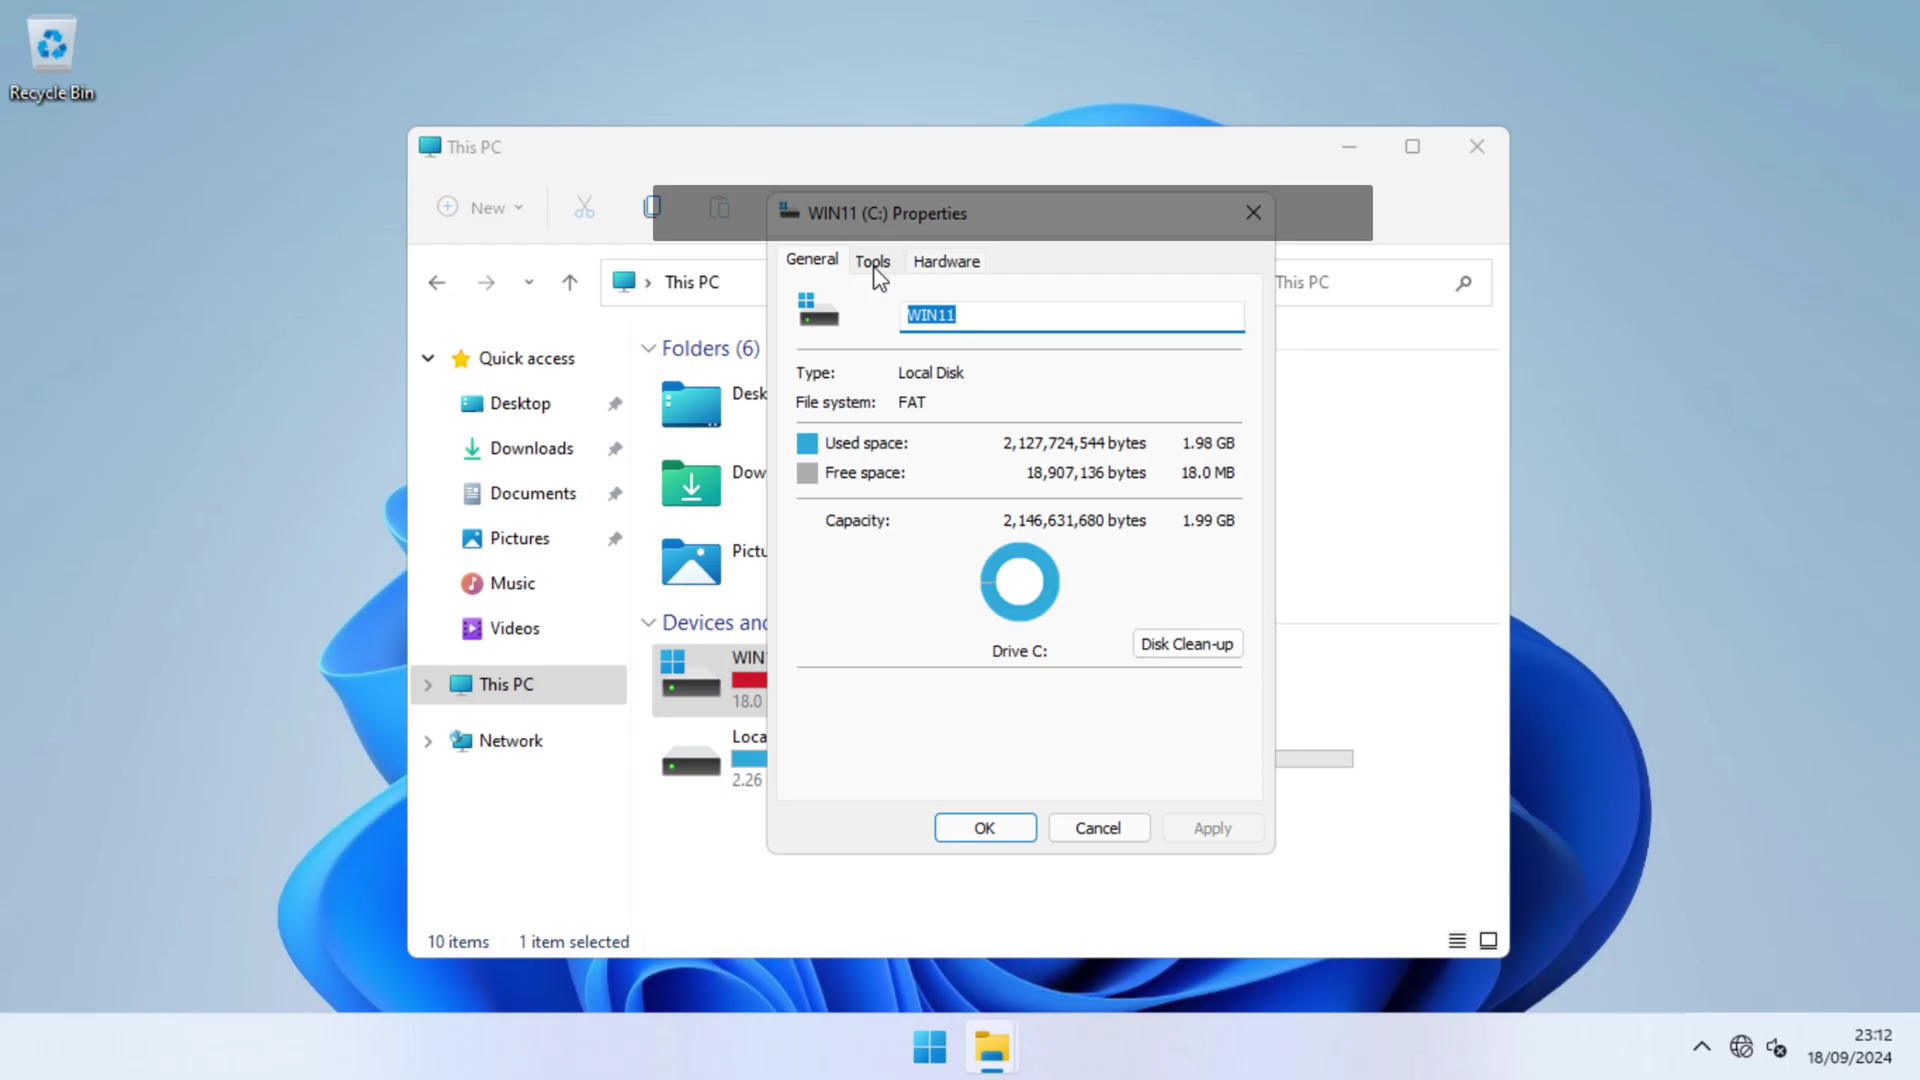 Recycle Bin
This PC
New
WIN11 (C:) Properties
General Tools Hardware
This PC
This PC
WIN11
Quick access
Desktop
Downloads
Documents
Pictures
Music
Videos
This PC
Network
Folders (6)
Desk
Dow
Pictu
Devices and
WIN
18.0
Loca
2.26
Type: Local Disk
File system: FAT
Used space: 2,127,724,544 bytes 1.98 GB
Free space: 18,907,136 bytes 18.0 MB
Capacity: 2,146,631,680 bytes 1.99 GB
Drive C:
Disk Clean-up
OK Cancel Apply
10 items 1 item selected
23:12
18/09/2024